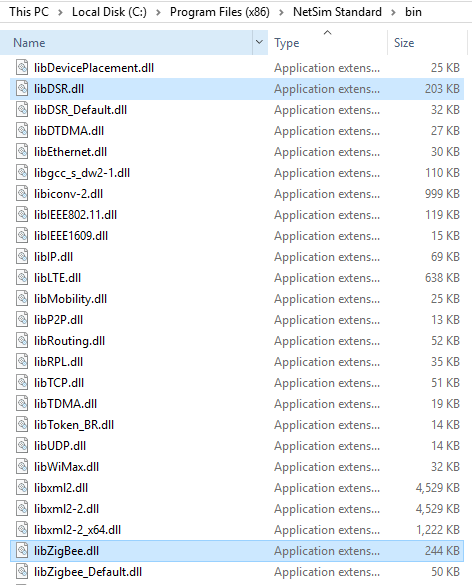 This PC > Local Disk (C:) > Program Files (x86) > NetSim Standard > bin
Name Type Size
libDevicePlacement.dll Application extens... 25 KB
libDSR.dll Application extens... 203 KB
libDSR_Default.dll Application extens... 32 KB
libDTDMA.dll Application extens... 27 KB
libEthernet.dll Application extens... 30 KB
libgcc_s_dw2-1.dll Application extens... 110 KB
libiconv-2.dll Application extens... 999 KB
libIEEE802.11.dll Application extens... 119 KB
libIEEE1609.dll Application extens... 15 KB
libIP.dll Application extens... 69 KB
libLTE.dll Application extens... 638 KB
libMobility.dll Application extens... 25 KB
libP2P.dll Application extens... 13 KB
libRouting.dll Application extens... 52 KB
libRPL.dll Application extens... 35 KB
libTCP.dll Application extens... 51 KB
libTDMA.dll Application extens... 19 KB
libToken_BR.dll Application extens... 14 KB
libUDP.dll Application extens... 14 KB
libWiMax.dll Application extens... 32 KB
libxml2.dll Application extens... 4,529 KB
libxml2-2.dll Application extens... 4,529 KB
libxml2-2_x64.dll Application extens... 1,222 KB
libZigBee.dll Application extens... 244 KB
libZigbee_Default.dll Application extens... 50 KB